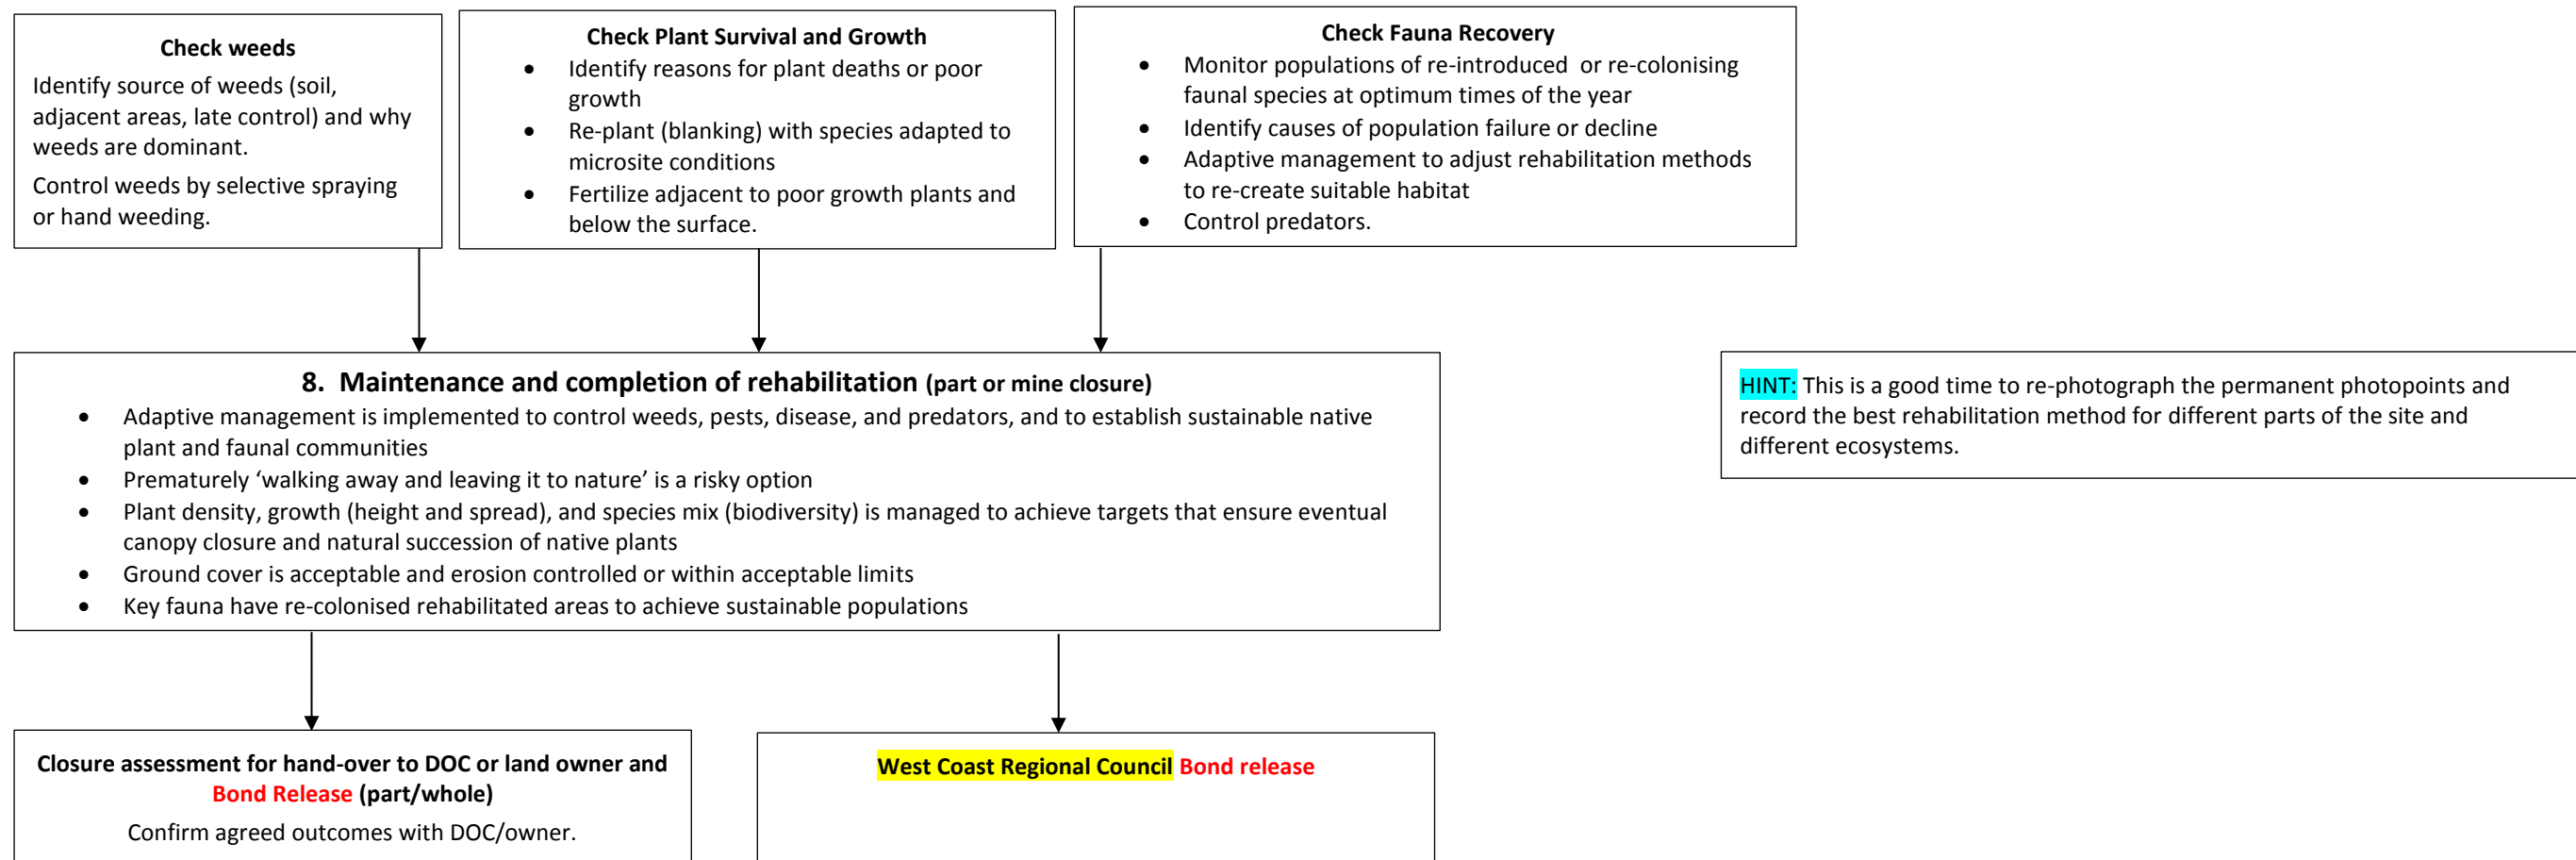 Check weeds
Identify source of weeds (soil,
adjacent areas, late control) and why
weeds are dominant.
Control weeds by selective spraying
or hand weeding.
Check Plant Survival and Growth
• Identify reasons for plant deaths or poor
growth
• Re-plant (blanking) with species adapted to
microsite conditions
• Fertilize adjacent to poor growth plants and
below the surface.
Check Fauna Recovery
• Monitor populations of re-introduced or re-colonising
faunal species at optimum times of the year
• Identify causes of population failure or decline
• Adaptive management to adjust rehabilitation methods
to re-create suitable habitat
• Control predators.
8. Maintenance and completion of rehabilitation (part or mine closure)
• Adaptive management is implemented to control weeds, pests, disease, and predators, and to establish sustainable native
plant and faunal communities
• Prematurely ‘walking away and leaving it to nature’ is a risky option
• Plant density, growth (height and spread), and species mix (biodiversity) is managed to achieve targets that ensure eventual
canopy closure and natural succession of native plants
• Ground cover is acceptable and erosion controlled or within acceptable limits
• Key fauna have re-colonised rehabilitated areas to achieve sustainable populations
HINT: This is a good time to re-photograph the permanent photopoints and
record the best rehabilitation method for different parts of the site and
different ecosystems.
Closure assessment for hand-over to DOC or land owner and
Bond Release (part/whole)
Confirm agreed outcomes with DOC/owner.
West Coast Regional Council Bond release